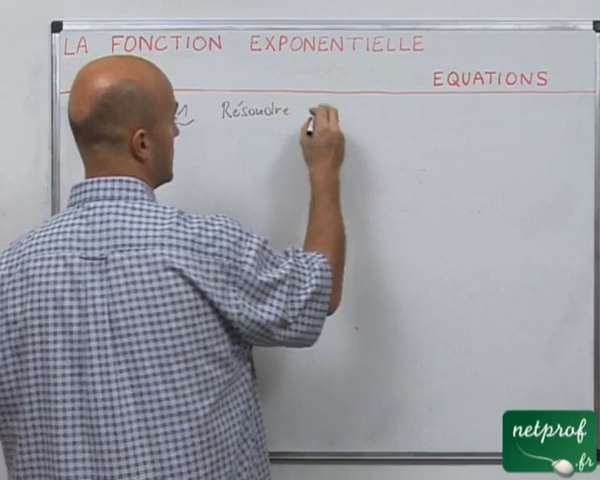 LA FONCTION EXPONENTIELLE
EQUATIONS
Résoudre
netprof
.fr